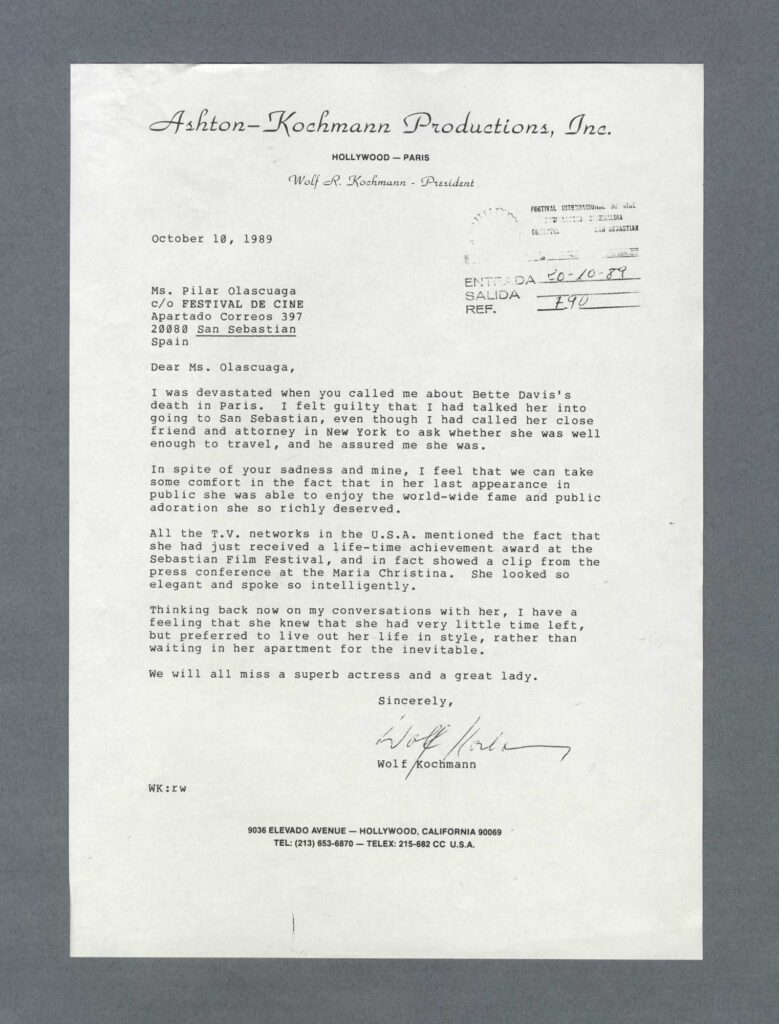 Ashton-Kochmann Productions, Inc.
HOLLYWOOD — PARIS
Wolf R. Kochmann - President
FESTIVAL INTERNACIONAL DE CINE
SAN SEBASTIAN
October 10, 1989
ENTRADA 20-10-89
SALIDA
REF. 790
Ms. Pilar Olascuaga
c/o FESTIVAL DE CINE
Apartado Correos 397
20080 San Sebastian
Spain
Dear Ms. Olascuaga,
I was devastated when you called me about Bette Davis's
death in Paris. I felt guilty that I had talked her into
going to San Sebastian, even though I had called her close
friend and attorney in New York to ask whether she was well
enough to travel, and he assured me she was.
In spite of your sadness and mine, I feel that we can take
some comfort in the fact that in her last appearance in
public she was able to enjoy the world-wide fame and public
adoration she so richly deserved.
All the T.V. networks in the U.S.A. mentioned the fact that
she had just received a life-time achievement award at the
Sebastian Film Festival, and in fact showed a clip from the
press conference at the Maria Christina. She looked so
elegant and spoke so intelligently.
Thinking back now on my conversations with her, I have a
feeling that she knew that she had very little time left,
but preferred to live out her life in style, rather than
waiting in her apartment for the inevitable.
We will all miss a superb actress and a great lady.
Sincerely,
Wolf Kochmann
WK:rw
9036 ELEVADO AVENUE — HOLLYWOOD, CALIFORNIA 90069
TEL: (213) 653-6870 — TELEX: 215-682 CC U.S.A.